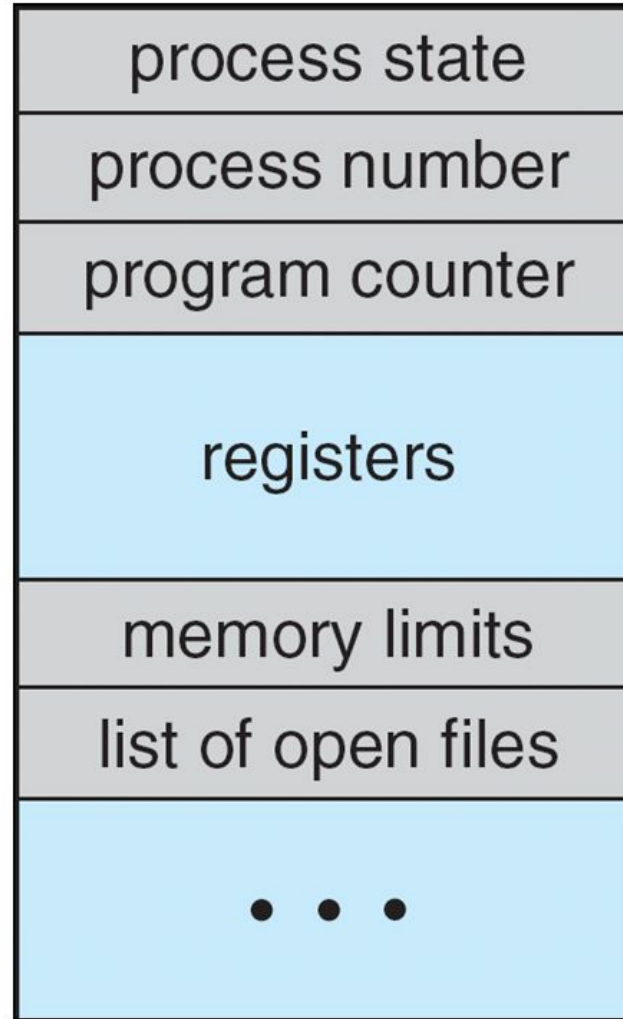 process state
process number
program counter
registers
memory limits
list of open files
• • •